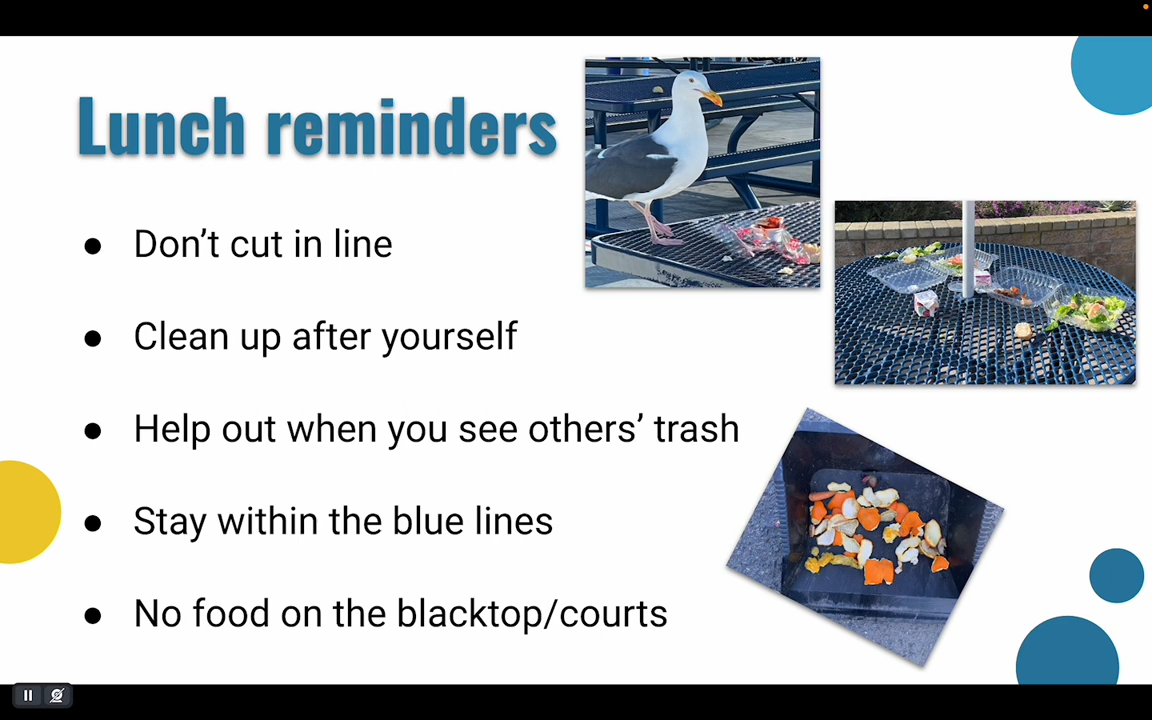 Lunch reminders
● Don’t cut in line
● Clean up after yourself
● Help out when you see others’ trash
● Stay within the blue lines
● No food on the blacktop/courts